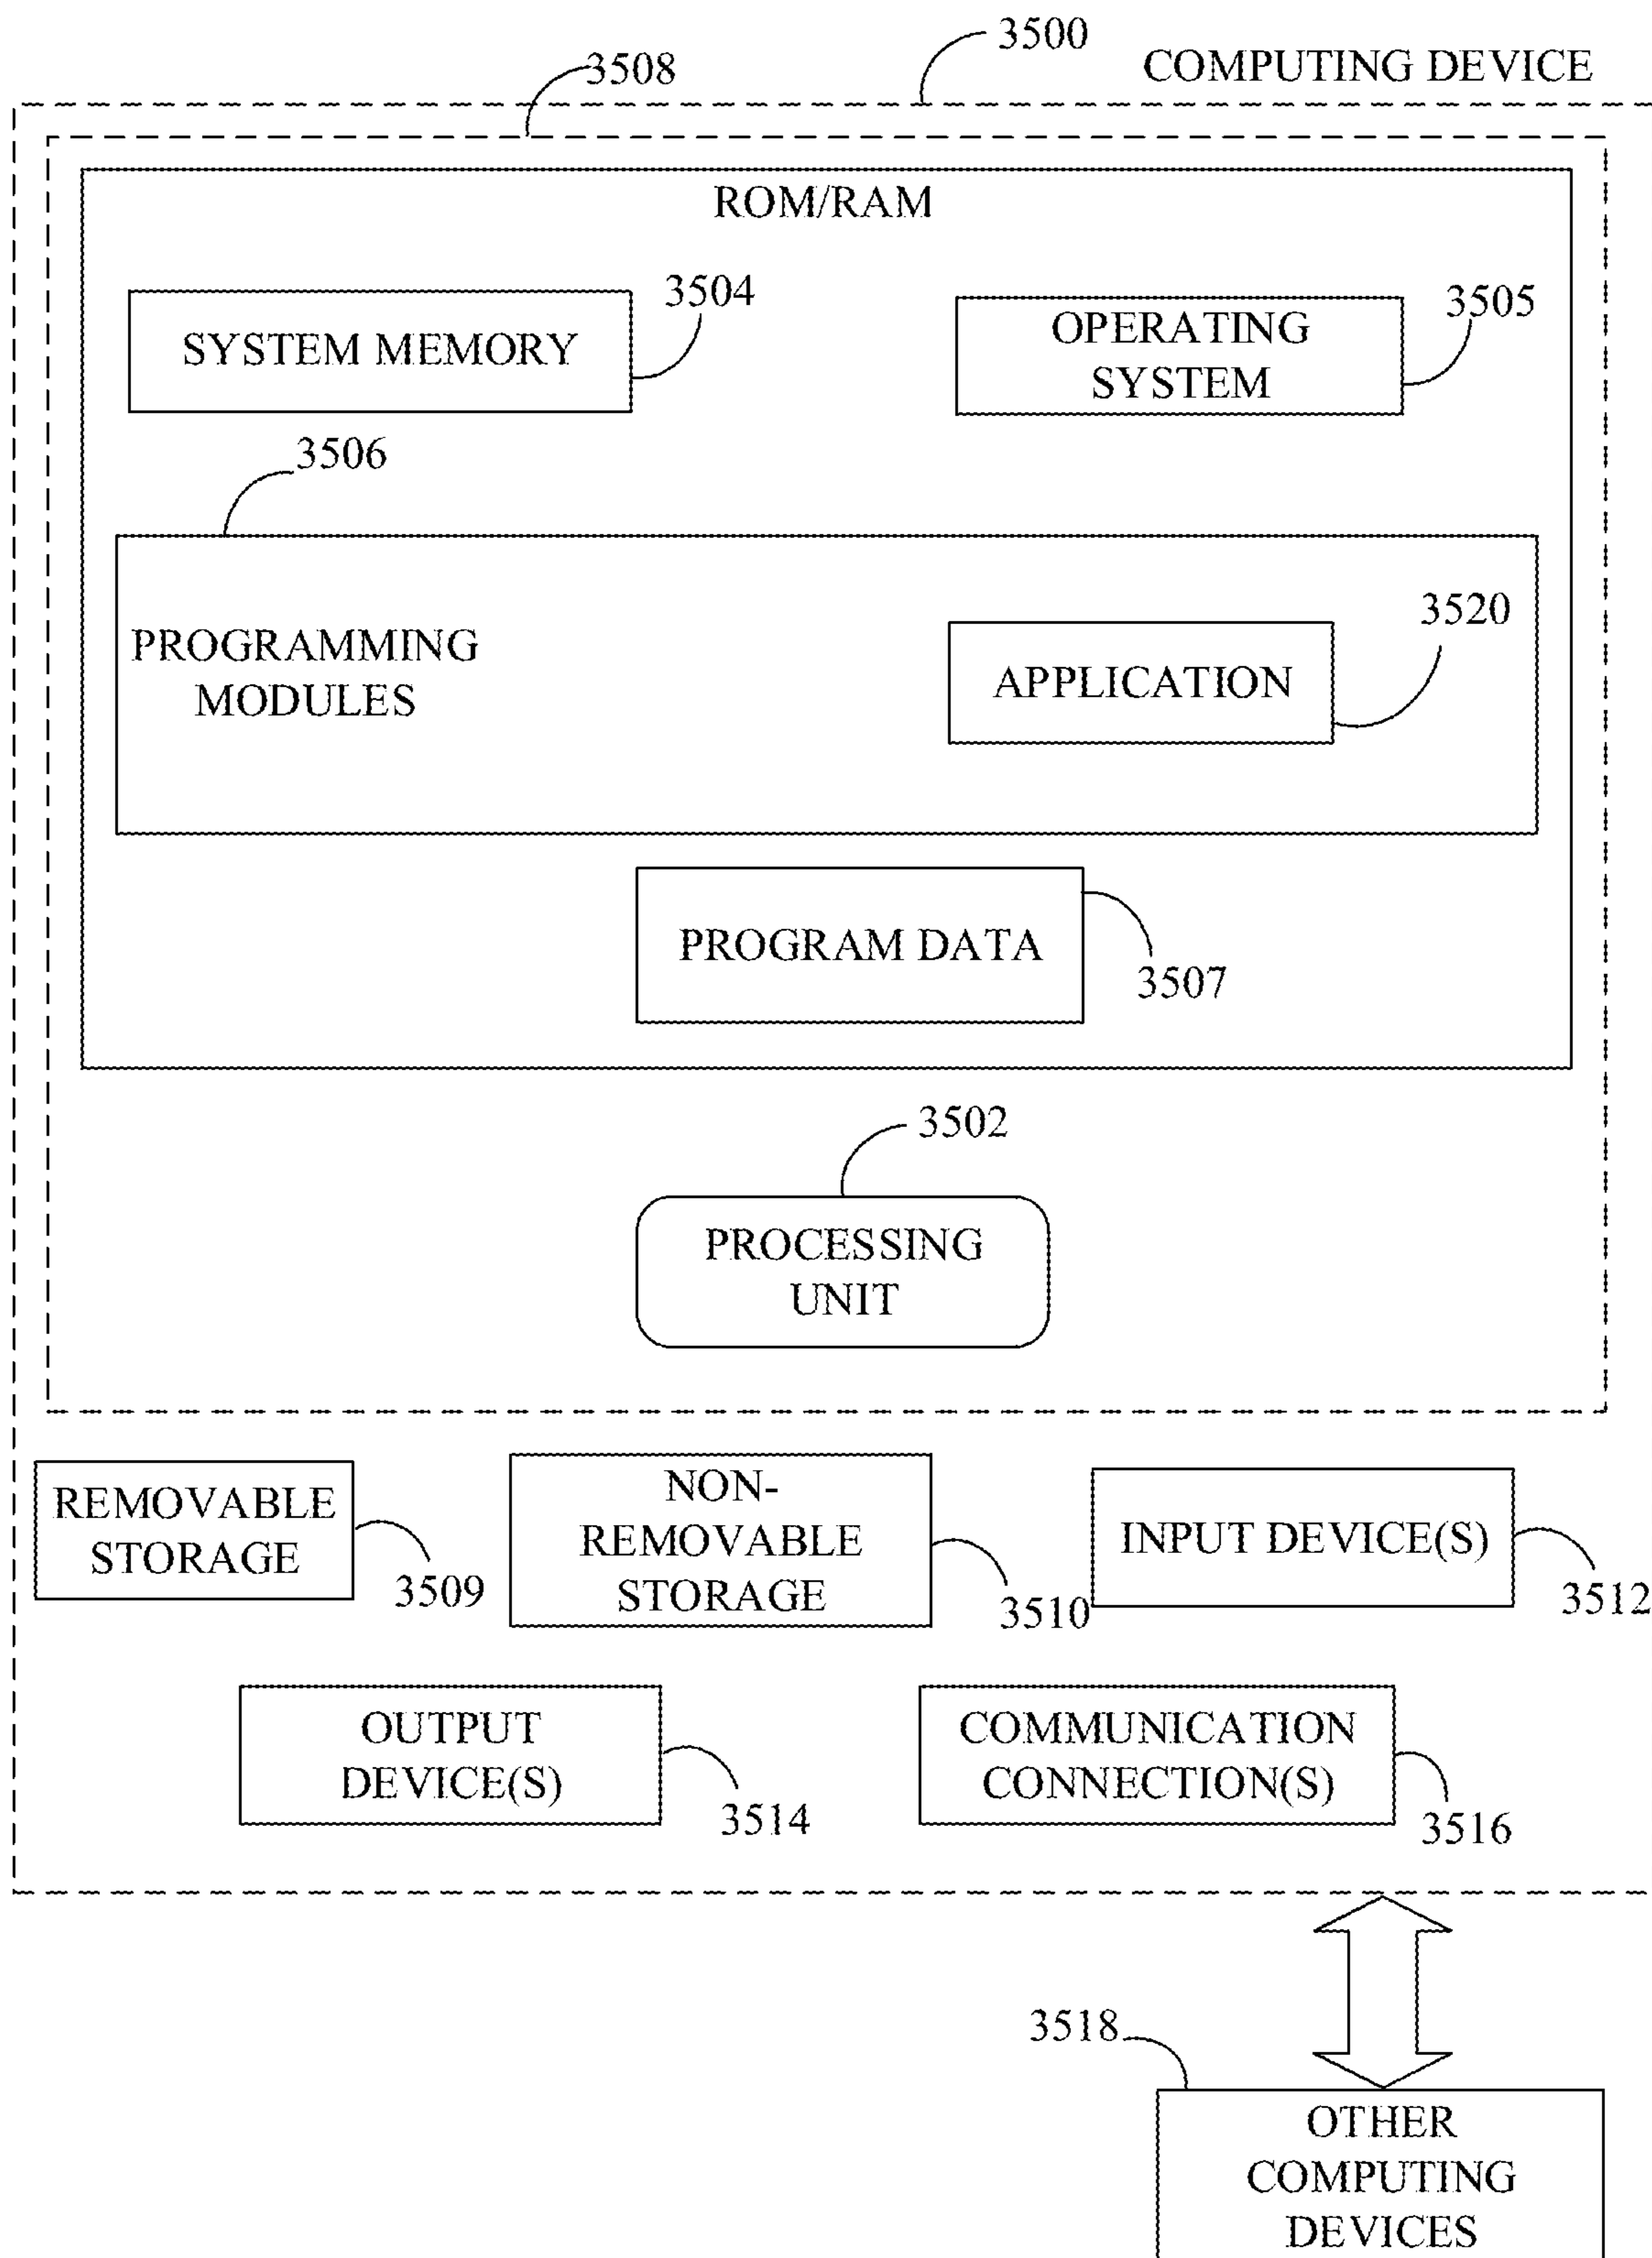 3500
COMPUTING DEVICE
3508
ROM/RAM
3504
SYSTEM MEMORY
3505
OPERATING
SYSTEM
3506
PROGRAMMING
MODULES
3520
APPLICATION
PROGRAM DATA
3507
3502
PROCESSING
UNIT
REMOVABLE
STORAGE
3509
NON-
REMOVABLE
STORAGE
3510
INPUT DEVICE(S)
3512
OUTPUT
DEVICE(S)
3514
COMMUNICATION
CONNECTION(S)
3516
3518
OTHER
COMPUTING
DEVICES